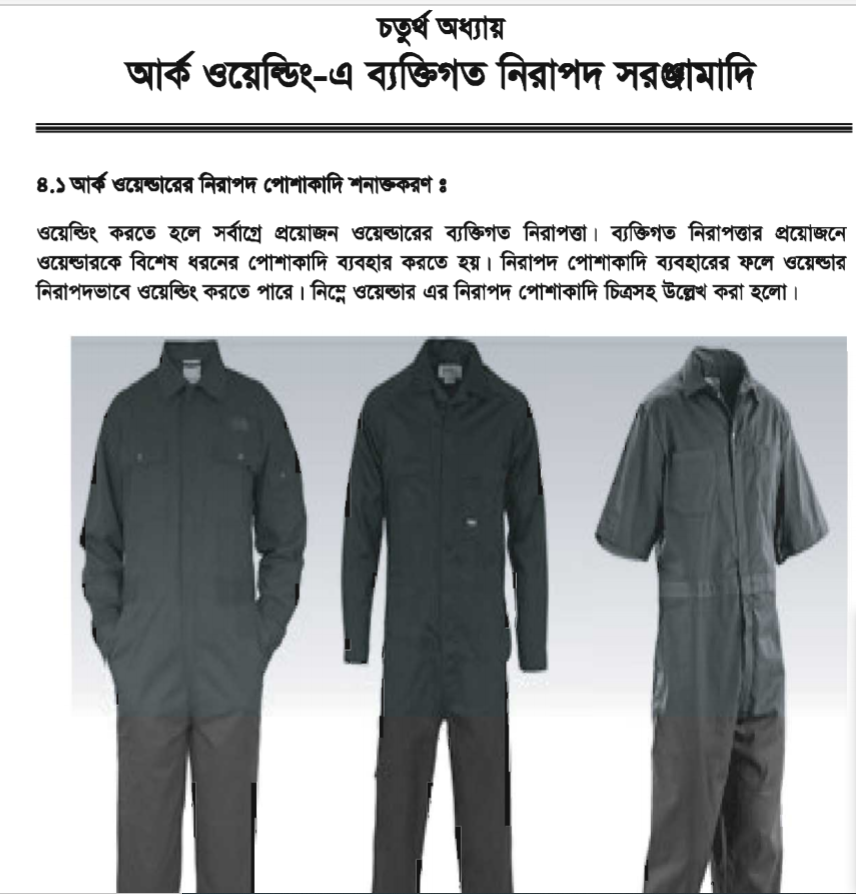 চতুর্থ অধ্যায়
আর্ক ওয়েল্ডিং-এ ব্যক্তিগত নিরাপদ সরঞ্জামাদি
৪.১ আর্ক ওয়েল্ডারের নিরাপদ পোশাকাদি শনাক্তকরণ ঃ
ওয়েল্ডিং করতে হলে সর্বাগ্রে প্রয়োজন ওয়েল্ডারের ব্যক্তিগত নিরাপত্তা। ব্যক্তিগত নিরাপত্তার প্রয়োজনে
ওয়েল্ডারকে বিশেষ ধরনের পোশাকাদি ব্যবহার করতে হয়। নিরাপদ পোশাকাদি ব্যবহারের ফলে ওয়েল্ডার
নিরাপদভাবে ওয়েল্ডিং করতে পারে। নিম্নে ওয়েল্ডার এর নিরাপদ পোশাকাদি চিত্রসহ উল্লেখ করা হলো।